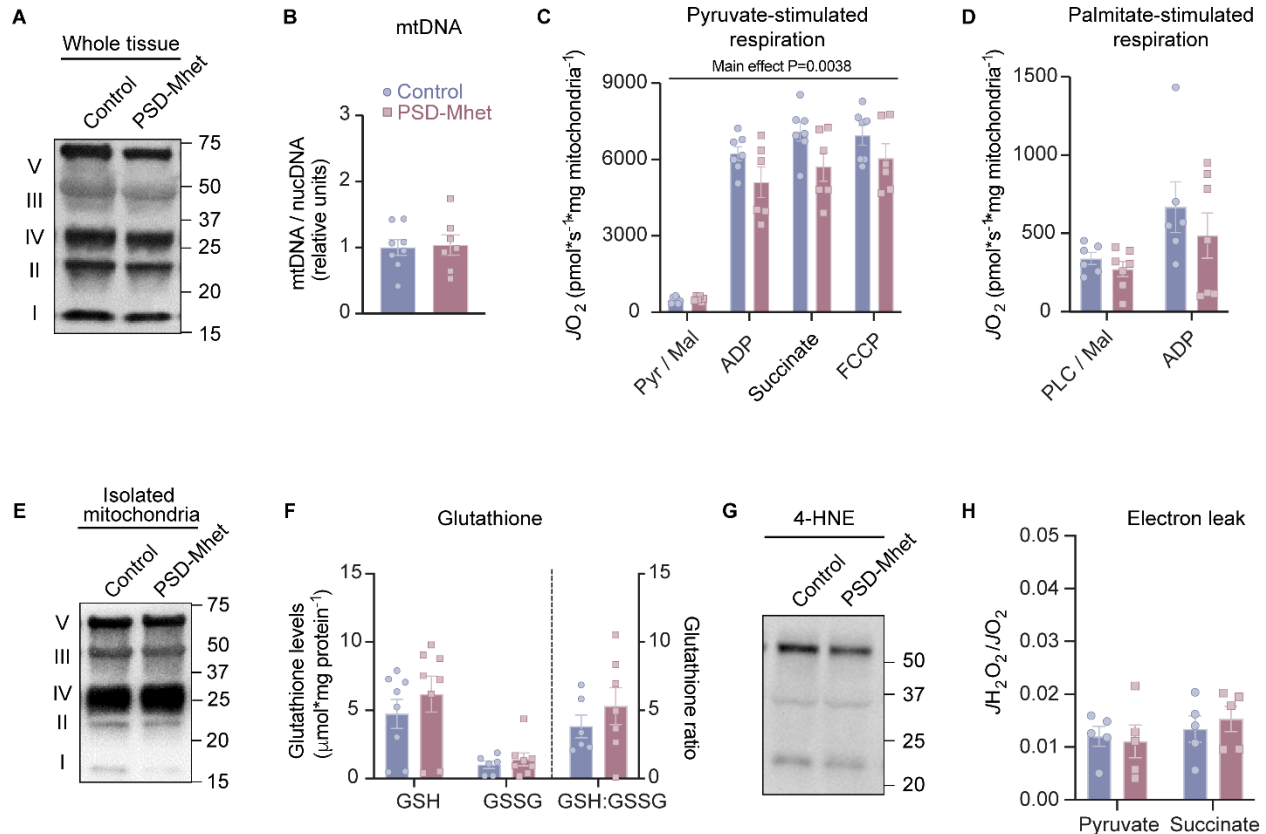 A
Whole tissue
Control
PSD-Mhet
V
III
IV
II
I
75
50
37
25
20
15
B
mtDNA
Control
PSD-Mhet
mtDNA / nucDNA
(relative units)
3
2
1
0
C
Pyruvate-stimulated
respiration
Main effect P=0.0038
JO2 (pmol*s-1*mg mitochondria-1)
9000
6000
3000
0
Pyr / Mal
ADP
Succinate
FCCP
D
Palmitate-stimulated
respiration
JO2 (pmol*s-1*mg mitochondria-1)
1500
1000
500
0
PLC / Mal
ADP
E
Isolated
mitochondria
Control
PSD-Mhet
V
III
IV
II
I
75
50
37
25
20
15
F
Glutathione
Glutathione levels
(μmol*mg protein-1)
15
10
5
0
15
10
5
0
Glutathione ratio
GSH
GSSG
GSH:GSSG
G
4-HNE
Control
PSD-Mhet
50
37
25
20
H
Electron leak
JH2O2/JO2
0.05
0.04
0.03
0.02
0.01
0.00
Pyruvate
Succinate